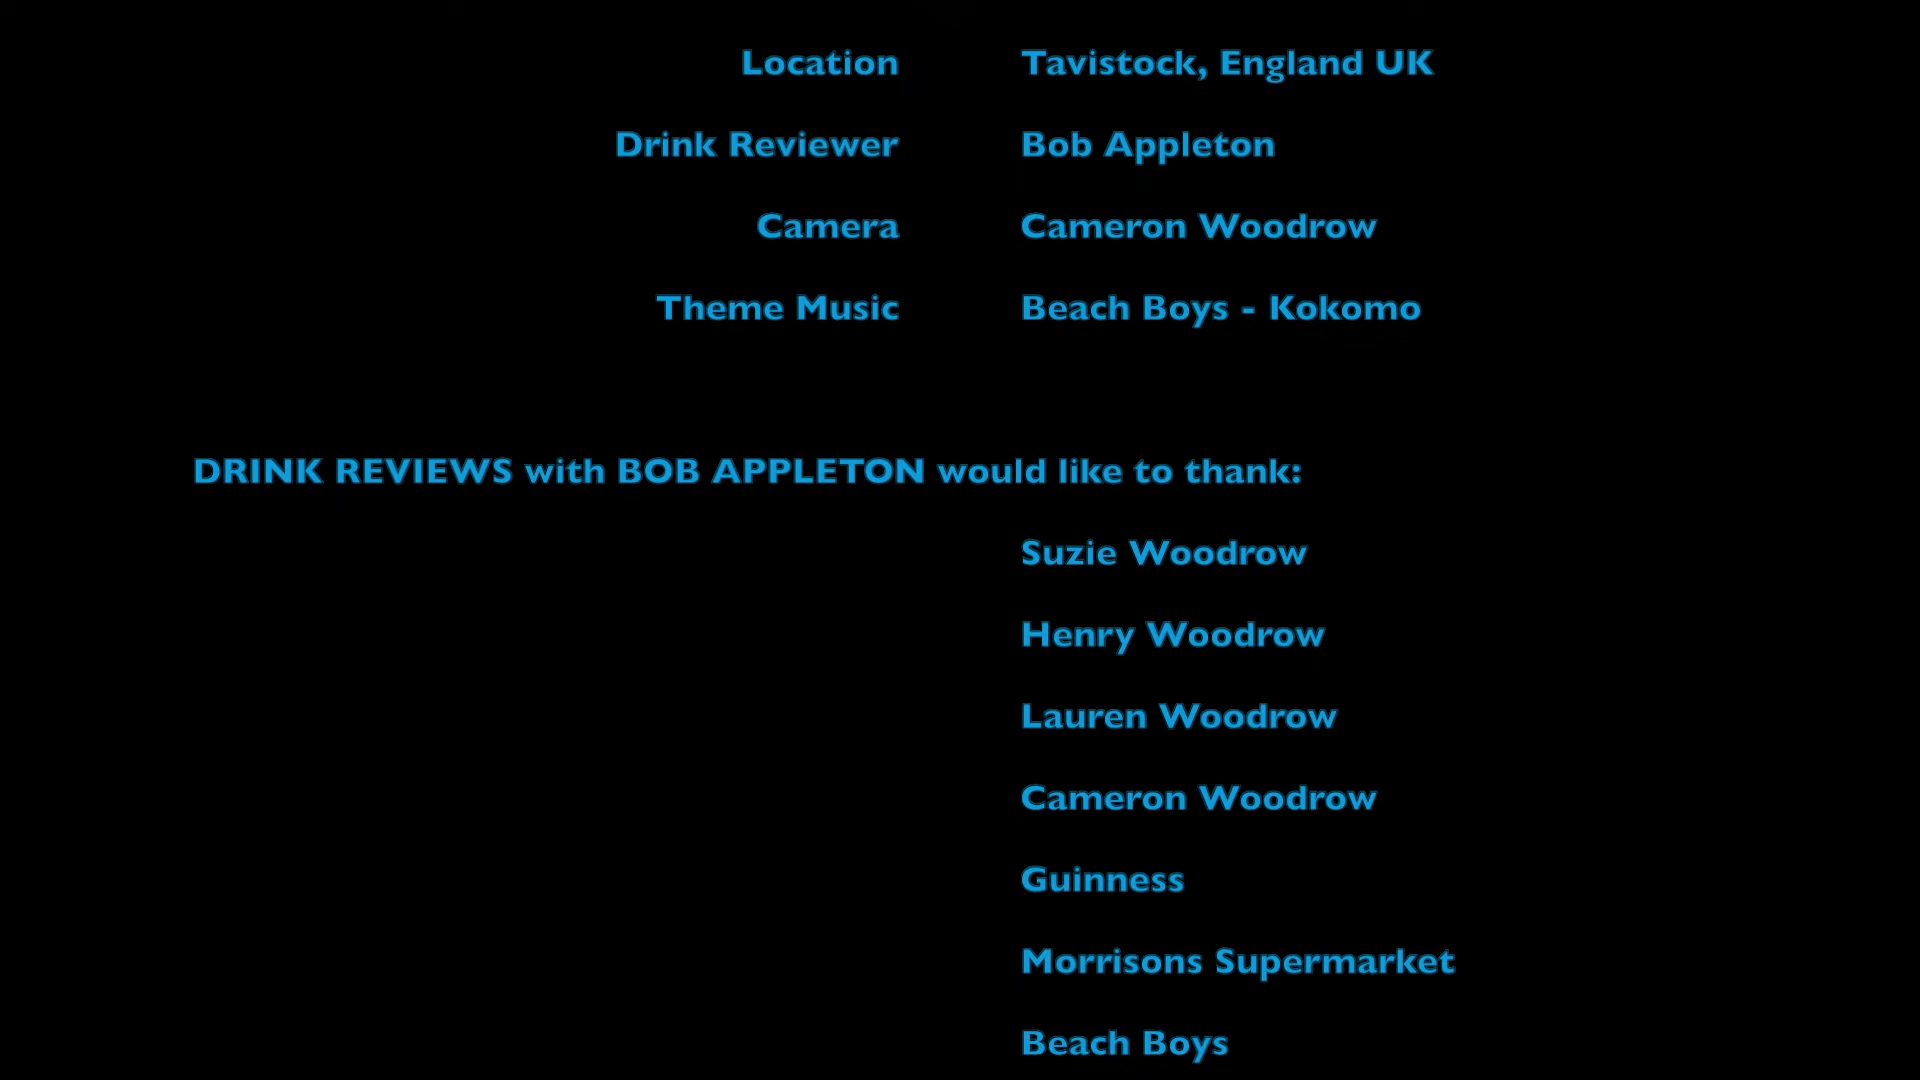 Location Tavistock, England UK
Drink Reviewer Bob Appleton
Camera Cameron Woodrow
Theme Music Beach Boys - Kokomo
DRINK REVIEWS with BOB APPLETON would like to thank:
Suzie Woodrow
Henry Woodrow
Lauren Woodrow
Cameron Woodrow
Guinness
Morrisons Supermarket
Beach Boys